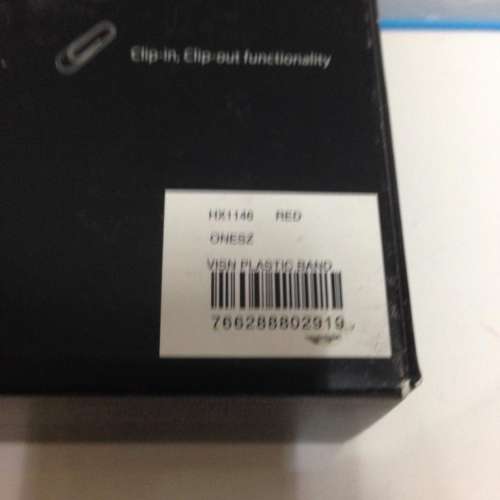 Clip-in, Clip-out functionality
HX1146 RED
ONESZ
VISN PLASTIC BAND
766288802919